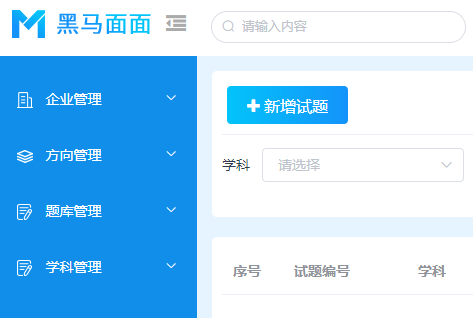 黑马面面
请输入内容
企业管理
方向管理
题库管理
学科管理
新增试题
学科 请选择
序号 试题编号 学科